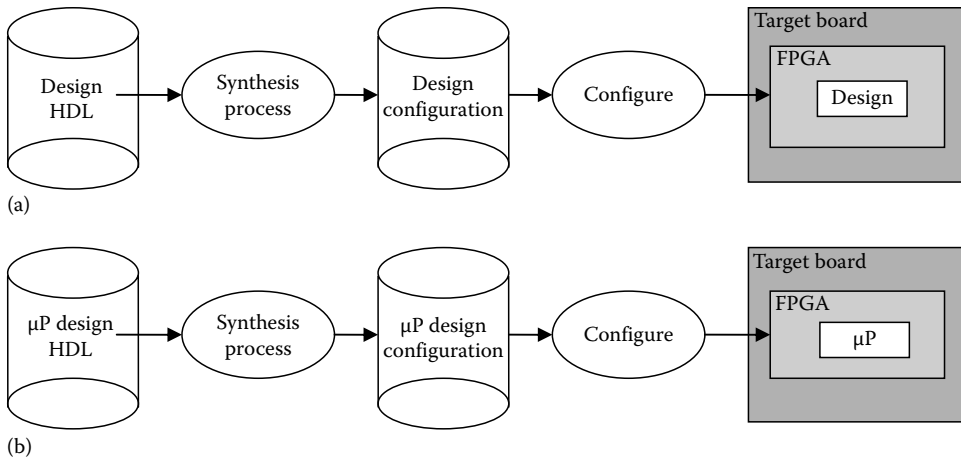 Design
HDL
Synthesis
process
Design
configuration
Configure
Target board
FPGA
Design
(a)
µP design
HDL
Synthesis
process
µP design
configuration
Configure
Target board
FPGA
µP
(b)